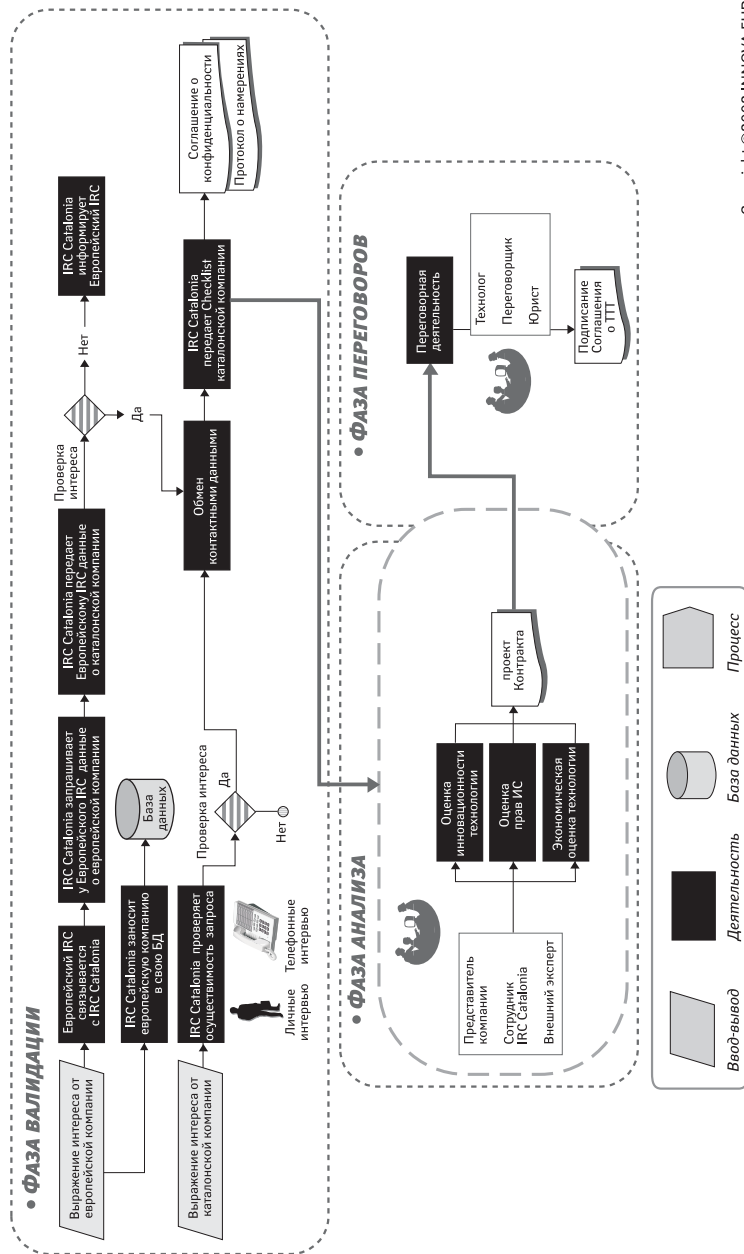 • ФАЗА ВАЛИДАЦИИ
Выражение интереса от
европейской компании
Европейский IRC
связывается
с IRC Catalonia
IRC Catalonia запрашивает
у Европейского IRC данные
о европейской компании
IRC Catalonia передает
Европейскому IRC данные
о каталонской компании
Проверка
интереса
Нет
IRC Catalonia
информирует
Европейский IRC
Да
IRC Catalonia заносит
европейскую компанию
в свою БД
База
данных
Выражение интереса от
каталонской компании
IRC Catalonia проверяет
осуществимость запроса
Проверка интереса
Да
Нет
Обмен
контактными данными
IRC Catalonia
передает Checklist
каталонской компании
Соглашение о
конфиденциальности
Протокол о намерениях
Личные
интервью
Телефонные
интервью
• ФАЗА АНАЛИЗА
Представитель
компании
Сотрудник
IRC Catalonia
Внешний эксперт
Оценка
инновационности
технологии
Оценка
прав ИС
Экономическая
оценка технологии
проект
Контракта
• ФАЗА ПЕРЕГОВОРОВ
Переговорная
деятельность
Технолог
Переговорщик
Юрист
Подписание
Соглашения
о ТТТ
Ввод-вывод
Деятельность
База данных
Процесс